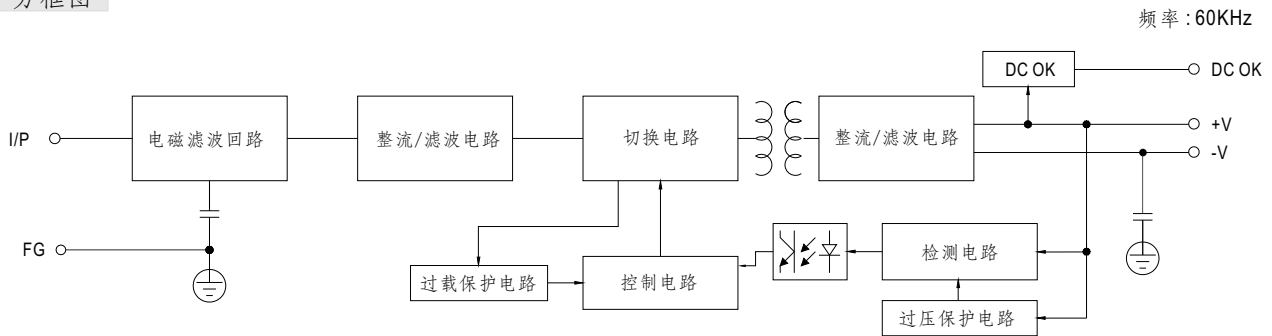 方框图
频率:60KHz
DC OK
DC OK
I/P
电磁滤波回路
整流/滤波电路
切换电路
整流/滤波电路
+V
-V
FG
过载保护电路
控制电路
检测电路
过压保护电路